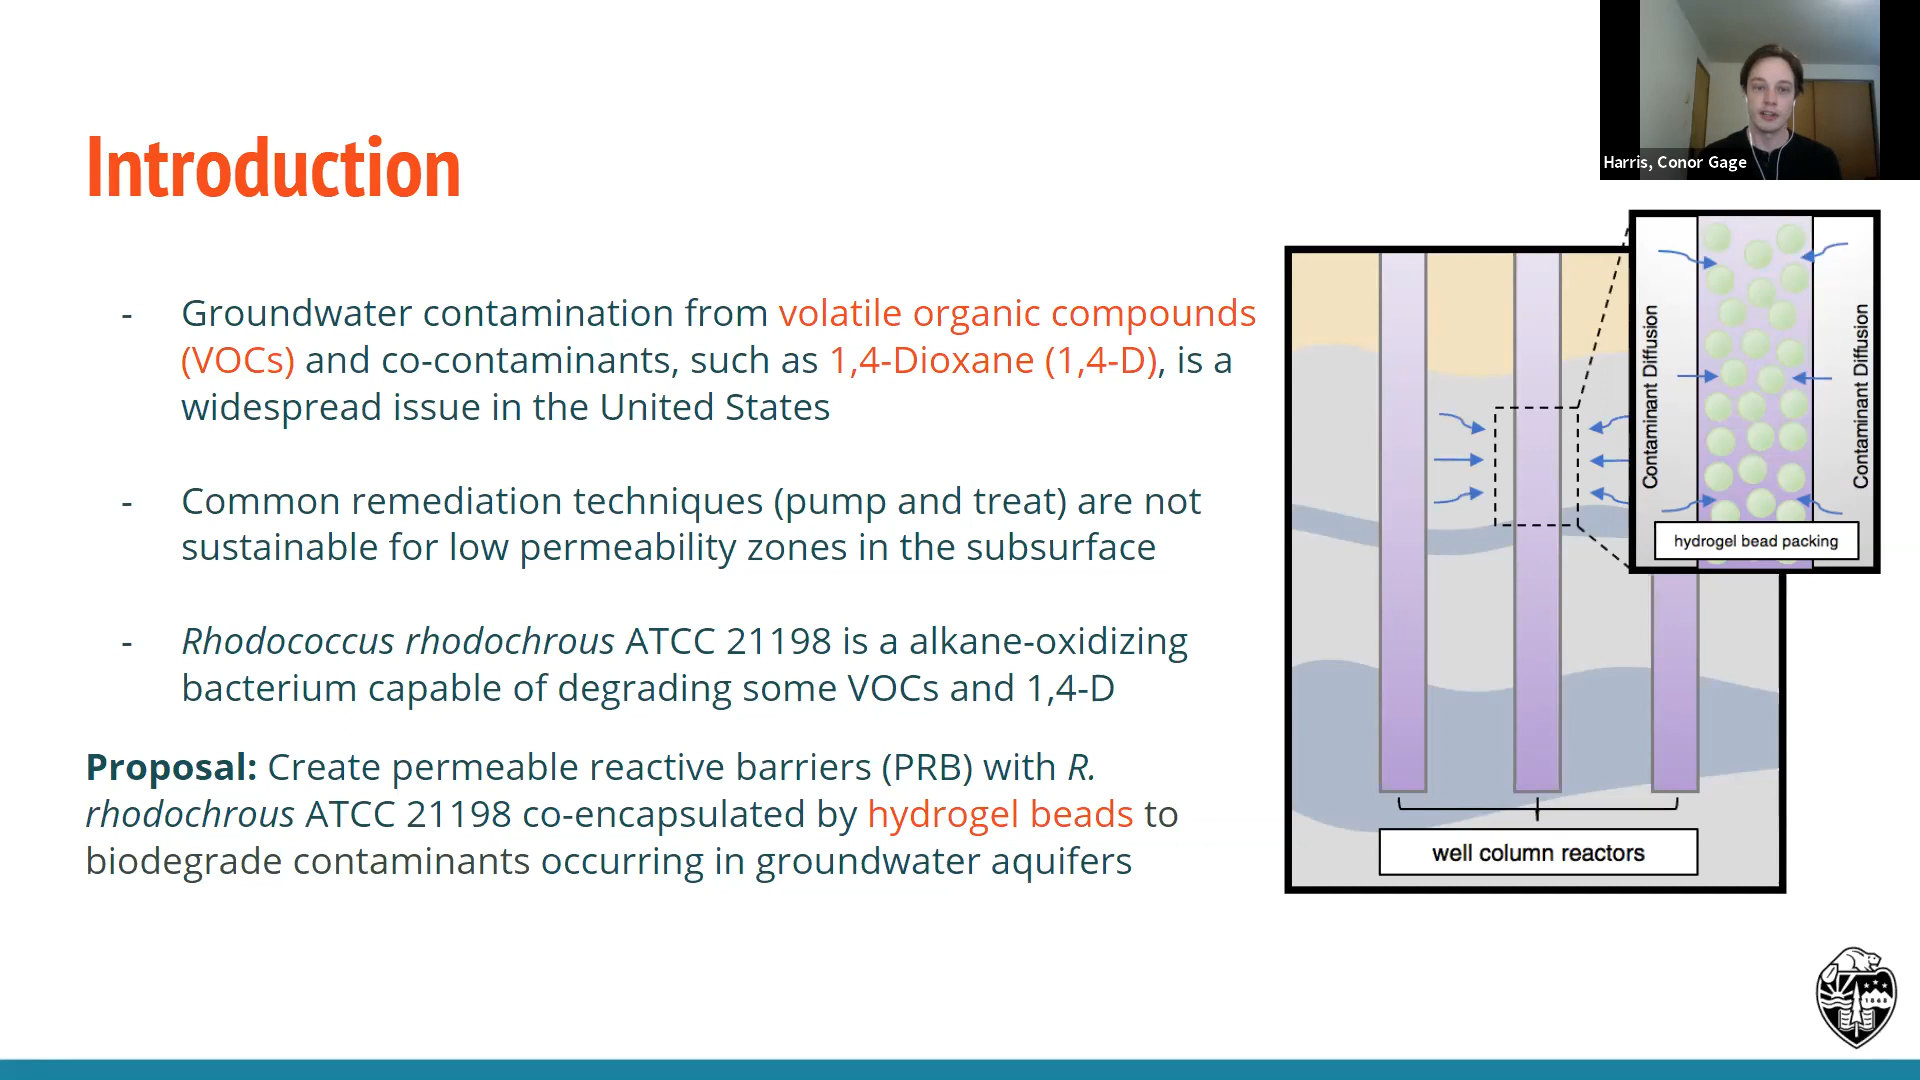 Harris, Conor Gage
Introduction
- Groundwater contamination from volatile organic compounds
(VOCs) and co-contaminants, such as 1,4-Dioxane (1,4-D), is a
widespread issue in the United States
- Common remediation techniques (pump and treat) are not
sustainable for low permeability zones in the subsurface
- Rhodococcus rhodochrous ATCC 21198 is a alkane-oxidizing
bacterium capable of degrading some VOCs and 1,4-D
Proposal: Create permeable reactive barriers (PRB) with R.
rhodochrous ATCC 21198 co-encapsulated by hydrogel beads to
biodegrade contaminants occurring in groundwater aquifers
Contaminant Diffusion
Contaminant Diffusion
hydrogel bead packing
well column reactors
1868